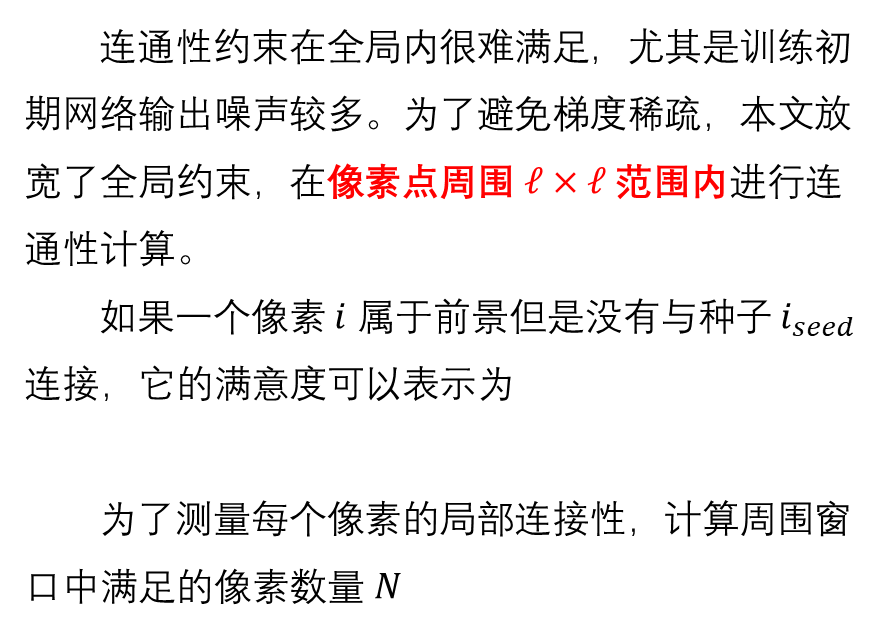 连通性约束在全局内很难满足，尤其是训练初
期网络输出噪声较多。为了避免梯度稀疏，本文放
宽了全局约束，在像素点周围 ℓ × ℓ 范围内进行连
通性计算。
如果一个像素 i 属于前景但是没有与种子 i_seed
连接，它的满意度可以表示为
为了测量每个像素的局部连接性，计算周围窗
口中满足的像素数量 N